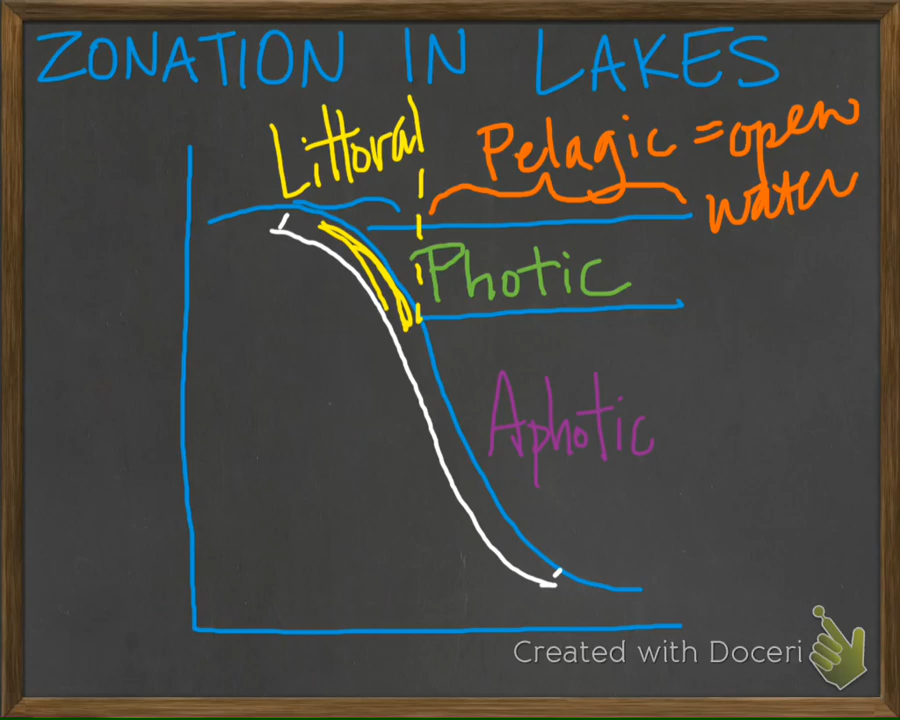 ZONATION IN LAKES
Littoral
Pelagic = open
water
Photic
Aphotic
Created with Doceri